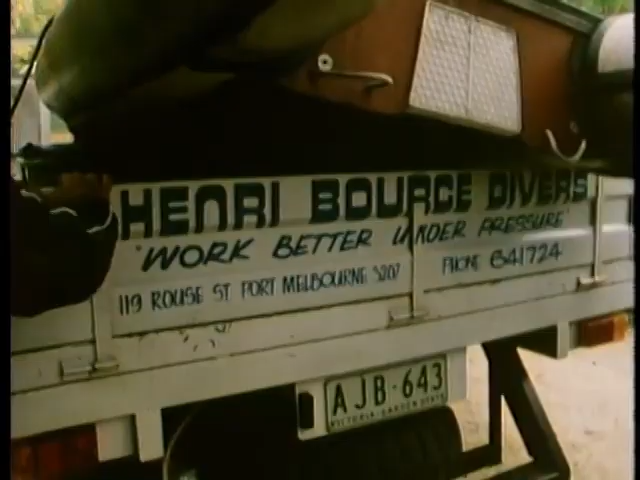 HENRI BOURCE DIVERS
'WORK BETTER UNDER PRESSURE'
119 ROUSE ST PORT MELBOURNE 3207 PHONE 641724
AJB·643
VICTORIA - GARDEN STATE